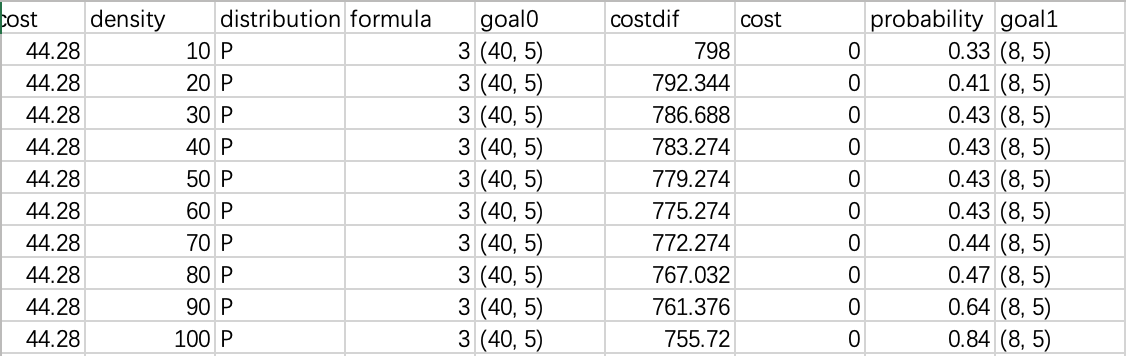 cost density distribution formula goal0 costdif cost probability goal1
44.28 10 P 3 (40, 5) 798 0 0.33 (8, 5)
44.28 20 P 3 (40, 5) 792.344 0 0.41 (8, 5)
44.28 30 P 3 (40, 5) 786.688 0 0.43 (8, 5)
44.28 40 P 3 (40, 5) 783.274 0 0.43 (8, 5)
44.28 50 P 3 (40, 5) 779.274 0 0.43 (8, 5)
44.28 60 P 3 (40, 5) 775.274 0 0.43 (8, 5)
44.28 70 P 3 (40, 5) 772.274 0 0.44 (8, 5)
44.28 80 P 3 (40, 5) 767.032 0 0.47 (8, 5)
44.28 90 P 3 (40, 5) 761.376 0 0.64 (8, 5)
44.28 100 P 3 (40, 5) 755.72 0 0.84 (8, 5)